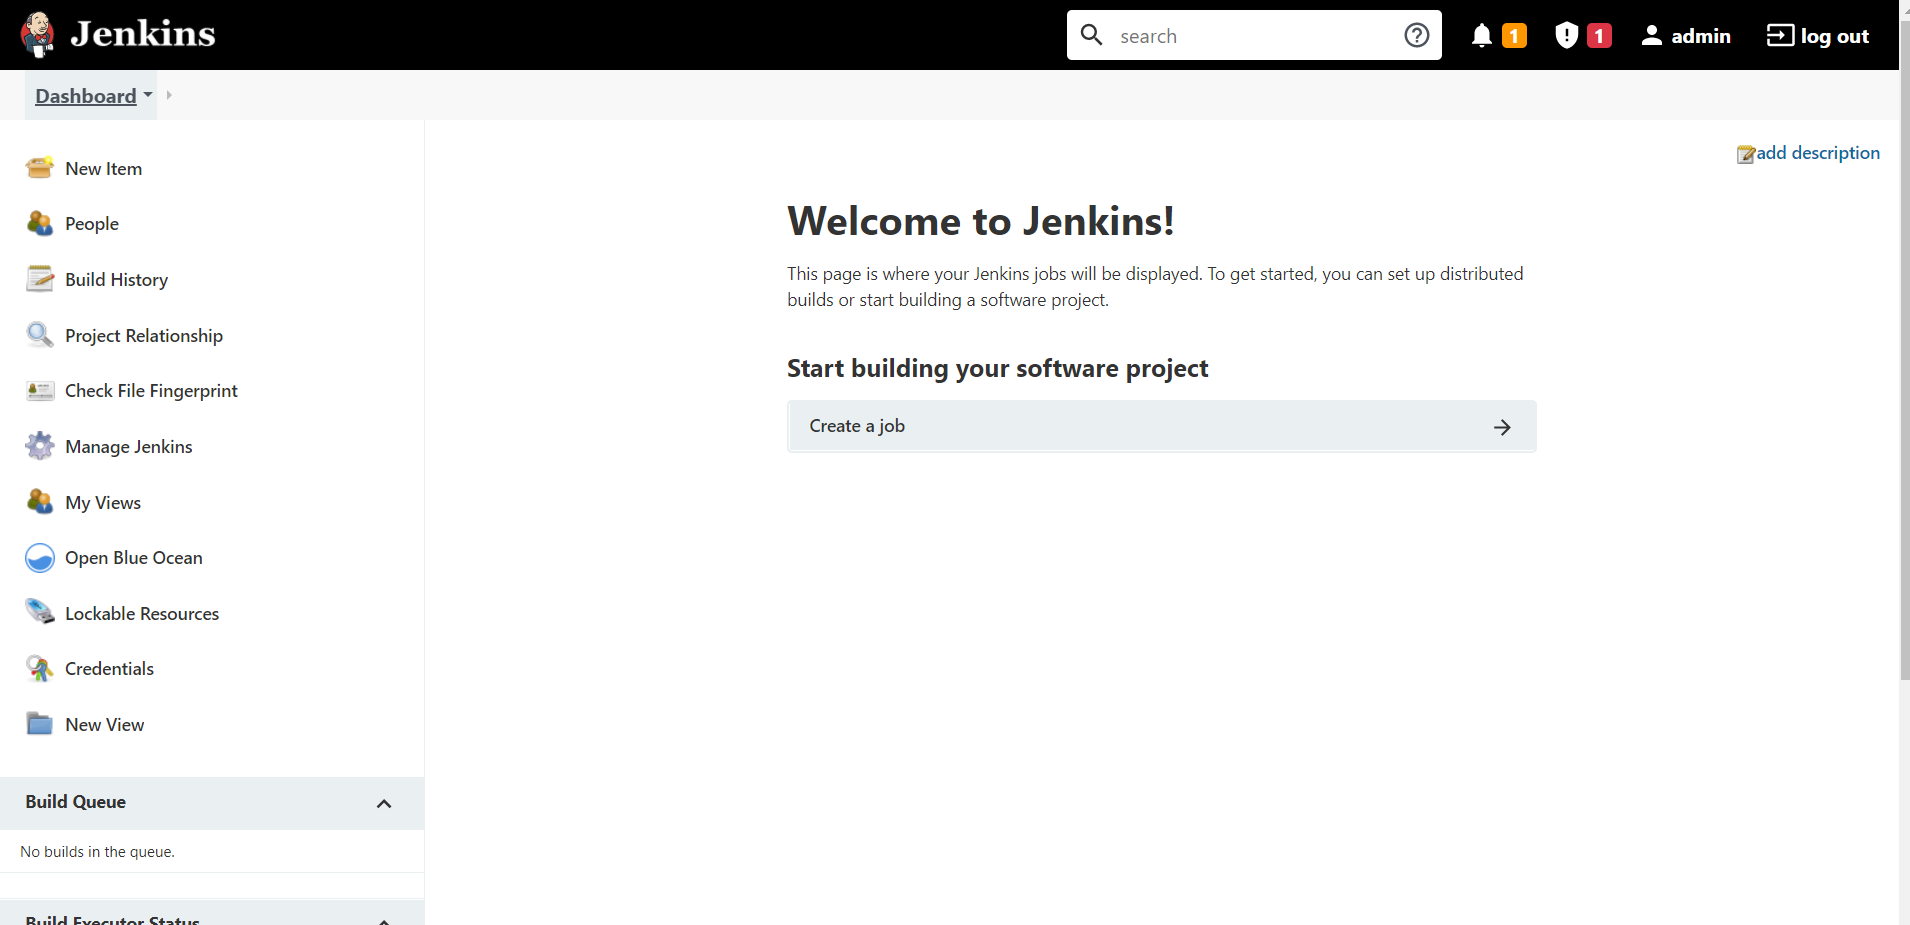 Jenkins
search
1
1
admin
log out
Dashboard
add description
New Item
People
Build History
Project Relationship
Check File Fingerprint
Manage Jenkins
My Views
Open Blue Ocean
Lockable Resources
Credentials
New View
Build Queue
No builds in the queue.
Build Executor Status
Welcome to Jenkins!
This page is where your Jenkins jobs will be displayed. To get started, you can set up distributed
builds or start building a software project.
Start building your software project
Create a job